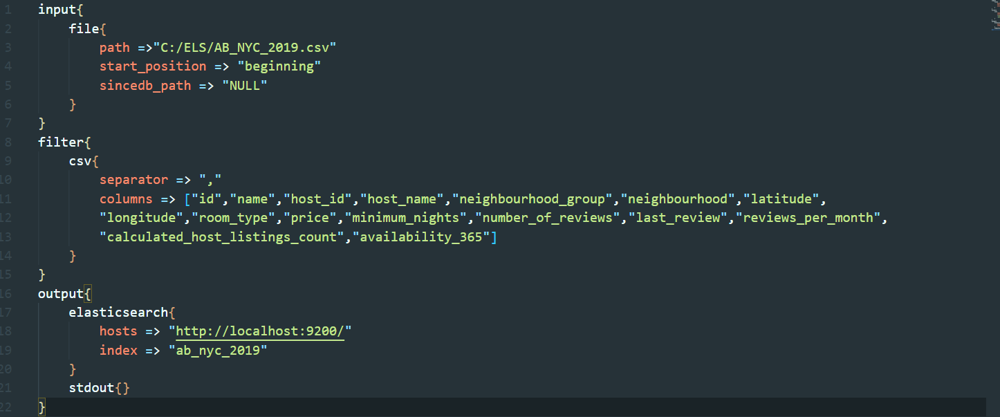 1 input{
2 file{
3 path =>"C:/ELS/AB_NYC_2019.csv"
4 start_position => "beginning"
5 sincedb_path => "NULL"
6 }
7 }
8 filter{
9 csv{
10 separator => ","
11 columns => ["id","name","host_id","host_name","neighbourhood_group","neighbourhood","latitude",
12 "longitude","room_type","price","minimum_nights","number_of_reviews","last_review","reviews_per_month",
13 "calculated_host_listings_count","availability_365"]
14 }
15 }
16 output{
17 elasticsearch{
18 hosts => "http://localhost:9200/"
19 index => "ab_nyc_2019"
20 }
21 stdout{}
22 }